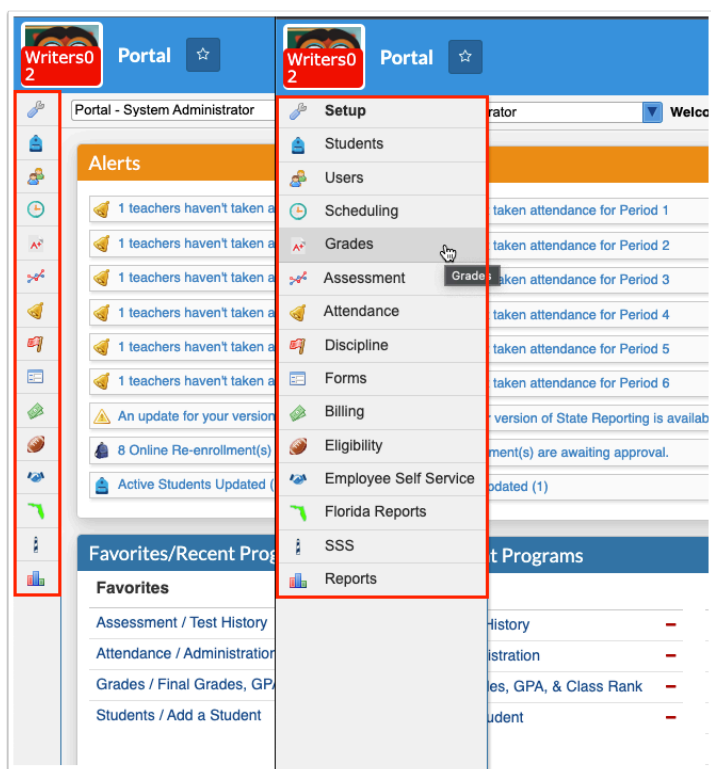 Writers0
2
Portal
Portal - System Administrator
Alerts
1 teachers haven't taken a
1 teachers haven't taken a
1 teachers haven't taken a
1 teachers haven't taken a
1 teachers haven't taken a
1 teachers haven't taken a
An update for your version
8 Online Re-enrollment(s)
Active Students Updated (
Favorites/Recent Prog
Favorites
Assessment / Test History
Attendance / Administration
Grades / Final Grades, GPA
Students / Add a Student
Writers0
2
Portal
Setup
Students
Users
Scheduling
Grades
Assessment
Attendance
Discipline
Forms
Billing
Eligibility
Employee Self Service
Florida Reports
SSS
Reports
Grades
rator
Welco
taken attendance for Period 1
taken attendance for Period 2
aken attendance for Period 3
taken attendance for Period 4
taken attendance for Period 5
taken attendance for Period 6
version of State Reporting is availab
ment(s) are awaiting approval.
pdated (1)
t Programs
History
istration
les, GPA, & Class Rank
udent